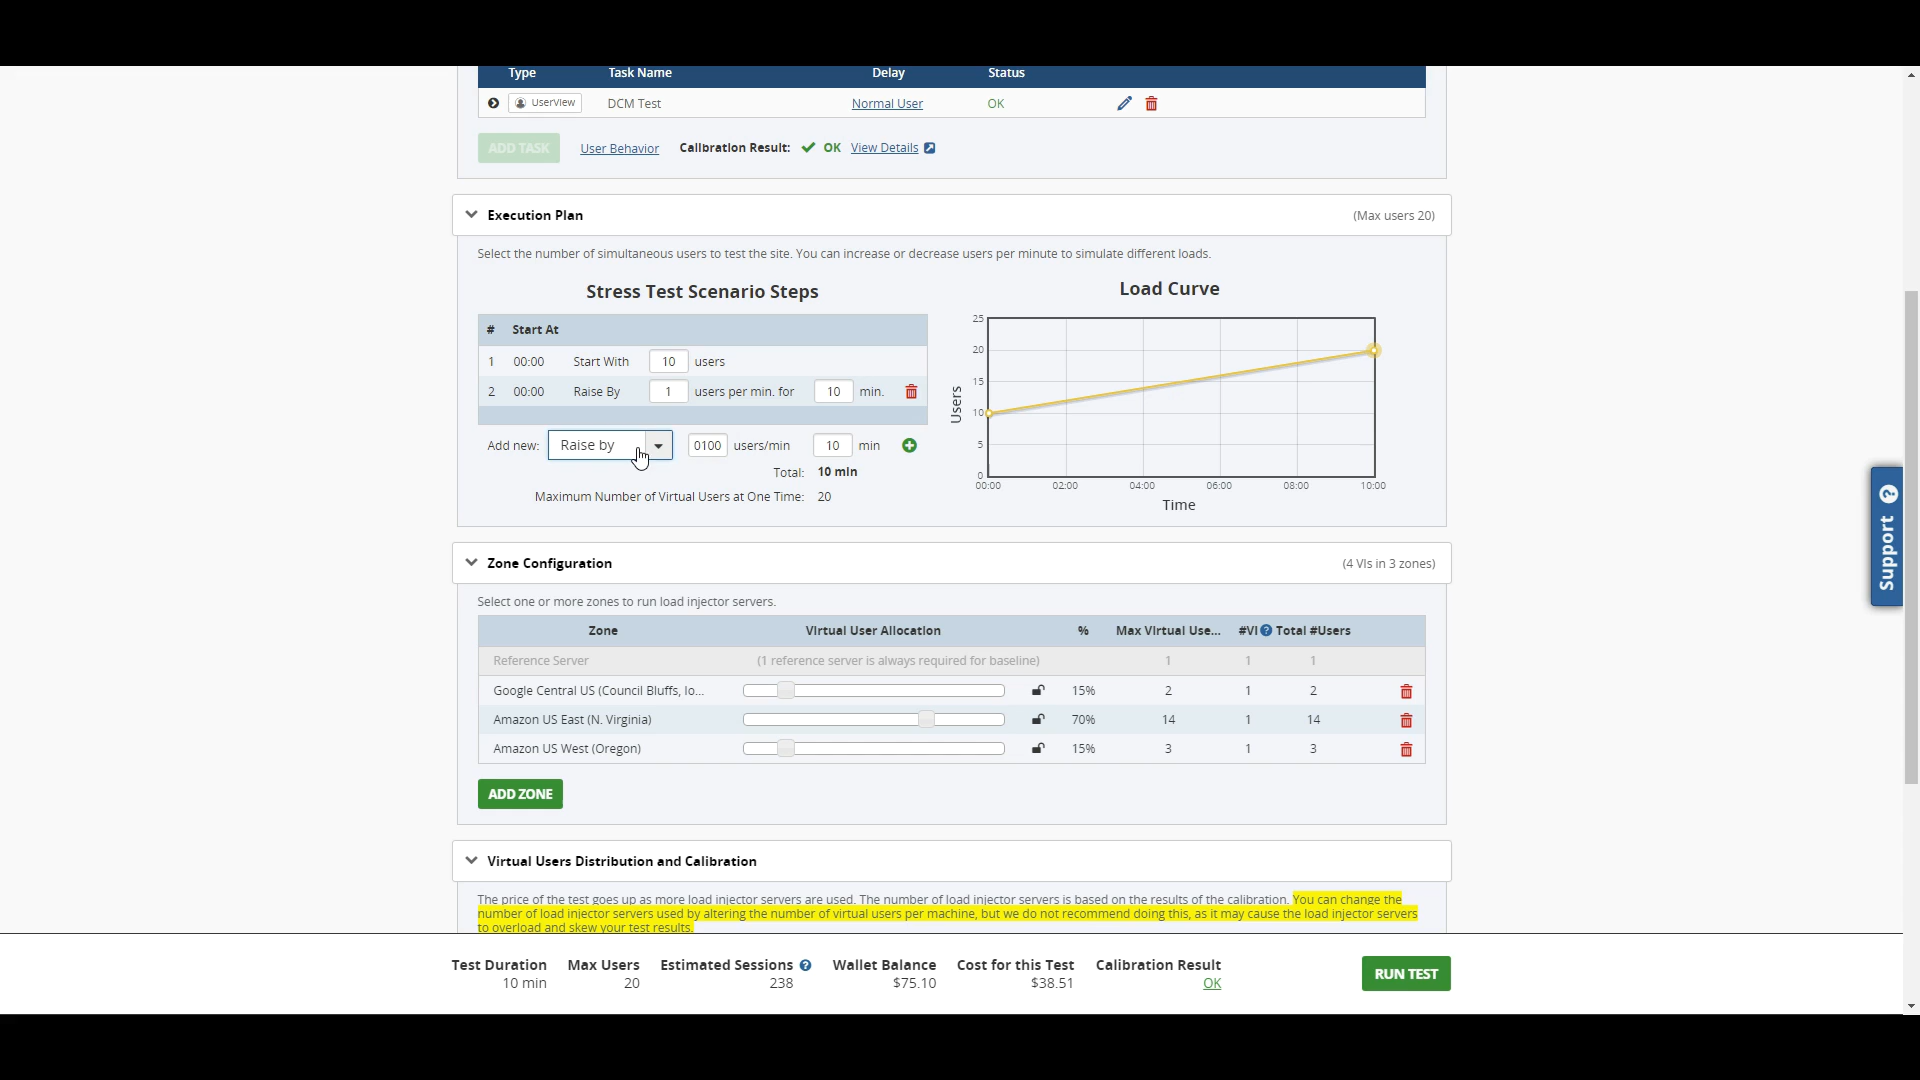 Type Task Name Delay Status
UserView DCM Test Normal User OK
ADD TASK User Behavior Calibration Result: OK View Details
Execution Plan (Max users 20)
Select the number of simultaneous users to test the site. You can increase or decrease users per minute to simulate different loads.
Stress Test Scenario Steps
# Start At
1 00:00 Start With 10 users
2 00:00 Raise By 1 users per min. for 10 min.
Add new: Raise by 0100 users/min 10 min
Total: 10 min
Maximum Number of Virtual Users at One Time: 20
Load Curve
25
20
15
10
5
0
Users
00:00 02:00 04:00 06:00 08:00 10:00
Time
Support ?
Zone Configuration (4 VIs in 3 zones)
Select one or more zones to run load injector servers.
Zone Virtual User Allocation % Max Virtual Use... #VI ? Total #Users
Reference Server (1 reference server is always required for baseline) 1 1 1
Google Central US (Council Bluffs, Io... 15% 2 1 2
Amazon US East (N. Virginia) 70% 14 1 14
Amazon US West (Oregon) 15% 3 1 3
ADD ZONE
Virtual Users Distribution and Calibration
The price of the test goes up as more load injector servers are used. The number of load injector servers is based on the results of the calibration. You can change the
number of load injector servers used by altering the number of virtual users per machine, but we do not recommend doing this, as it may cause the load injector servers
to overload and skew your test results.
Test Duration Max Users Estimated Sessions ? Wallet Balance Cost for this Test Calibration Result
10 min 20 238 $75.10 $38.51 OK
RUN TEST